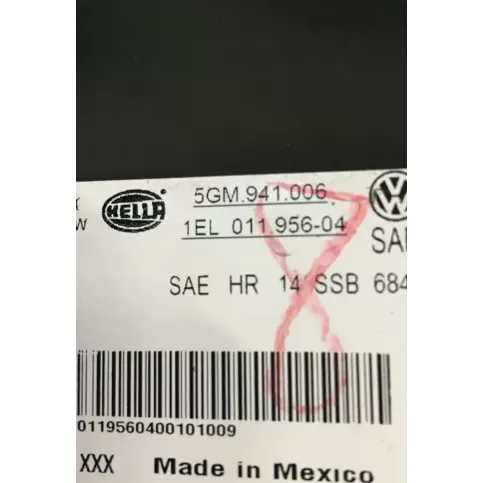 HELLA
5GM.941.006
1EL 011.956-04
SAE HR 14 SSB 684
0119560400101009
XXX Made in Mexico